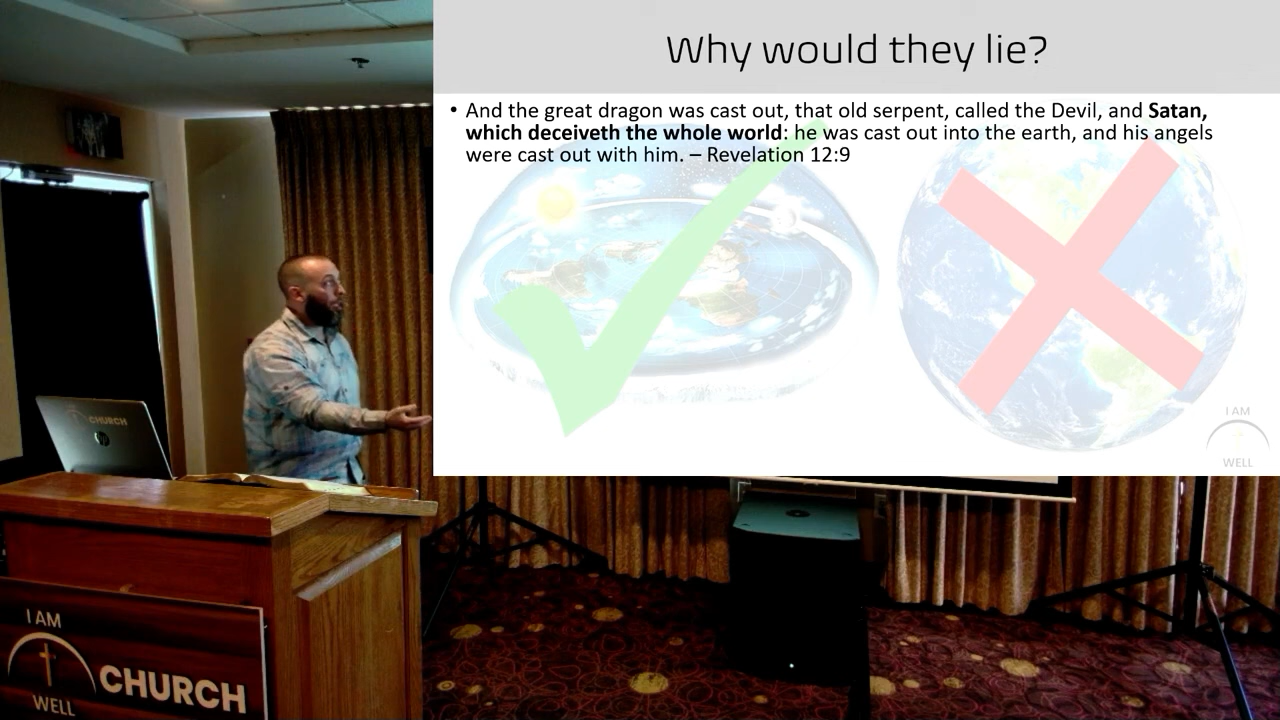 Why would they lie?
• And the great dragon was cast out, that old serpent, called the Devil, and Satan,
which deceiveth the whole world: he was cast out into the earth, and his angels
were cast out with him. – Revelation 12:9
I AM
WELL
CHURCH
hp
I AM
WELL
CHURCH